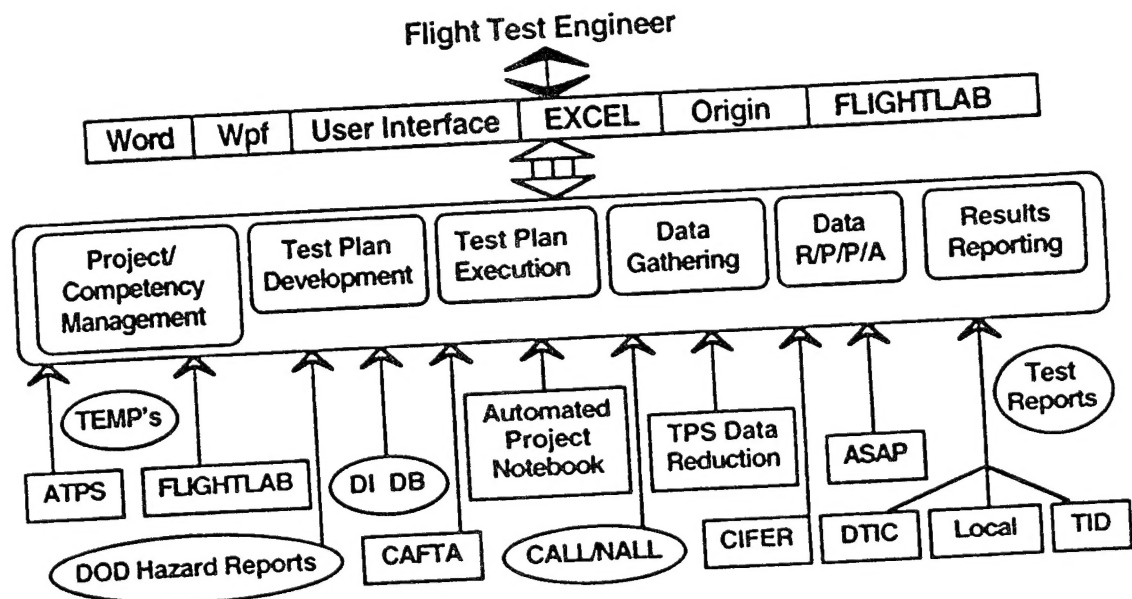 Flight Test Engineer
Word
Wpf
User Interface
EXCEL
Origin
FLIGHTLAB
Project/
Competency
Management
Test Plan
Development
Test Plan
Execution
Data
Gathering
Data
R/P/P/A
Results
Reporting
TEMP's
ATPS
FLIGHTLAB
DOD Hazard Reports
DI DB
CAFTA
Automated
Project
Notebook
CALL/NALL
TPS Data
Reduction
CIFER
ASAP
DTIC
Local
TID
Test
Reports